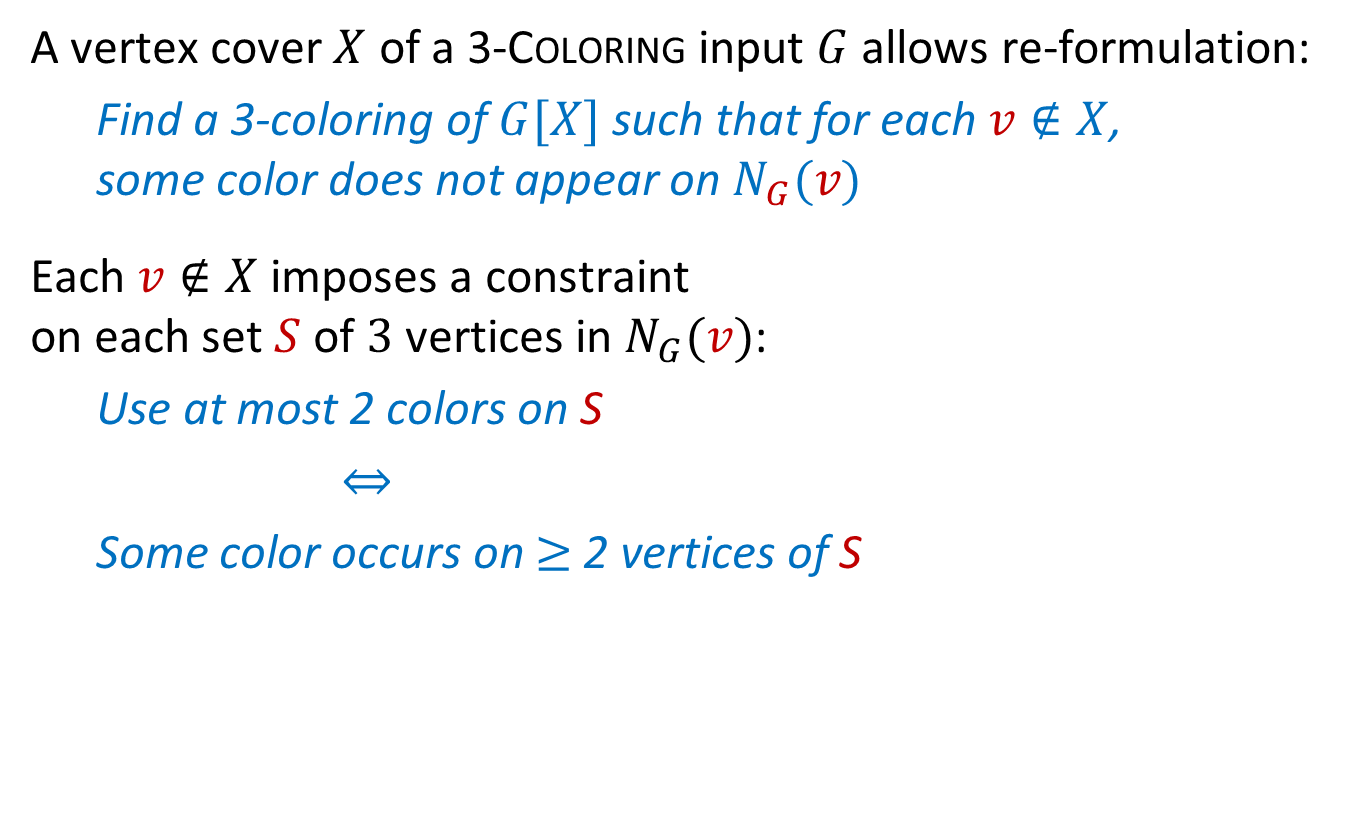 A vertex cover 𝑋 of a 3-COLORING input 𝐺 allows re-formulation:
Find a 3-coloring of 𝐺[𝑋] such that for each 𝑣 ∉ 𝑋,
some color does not appear on 𝑁_𝐺(𝑣)
Each 𝑣 ∉ 𝑋 imposes a constraint
on each set 𝑆 of 3 vertices in 𝑁_𝐺(𝑣):
Use at most 2 colors on S
⇔
Some color occurs on ≥ 2 vertices of S